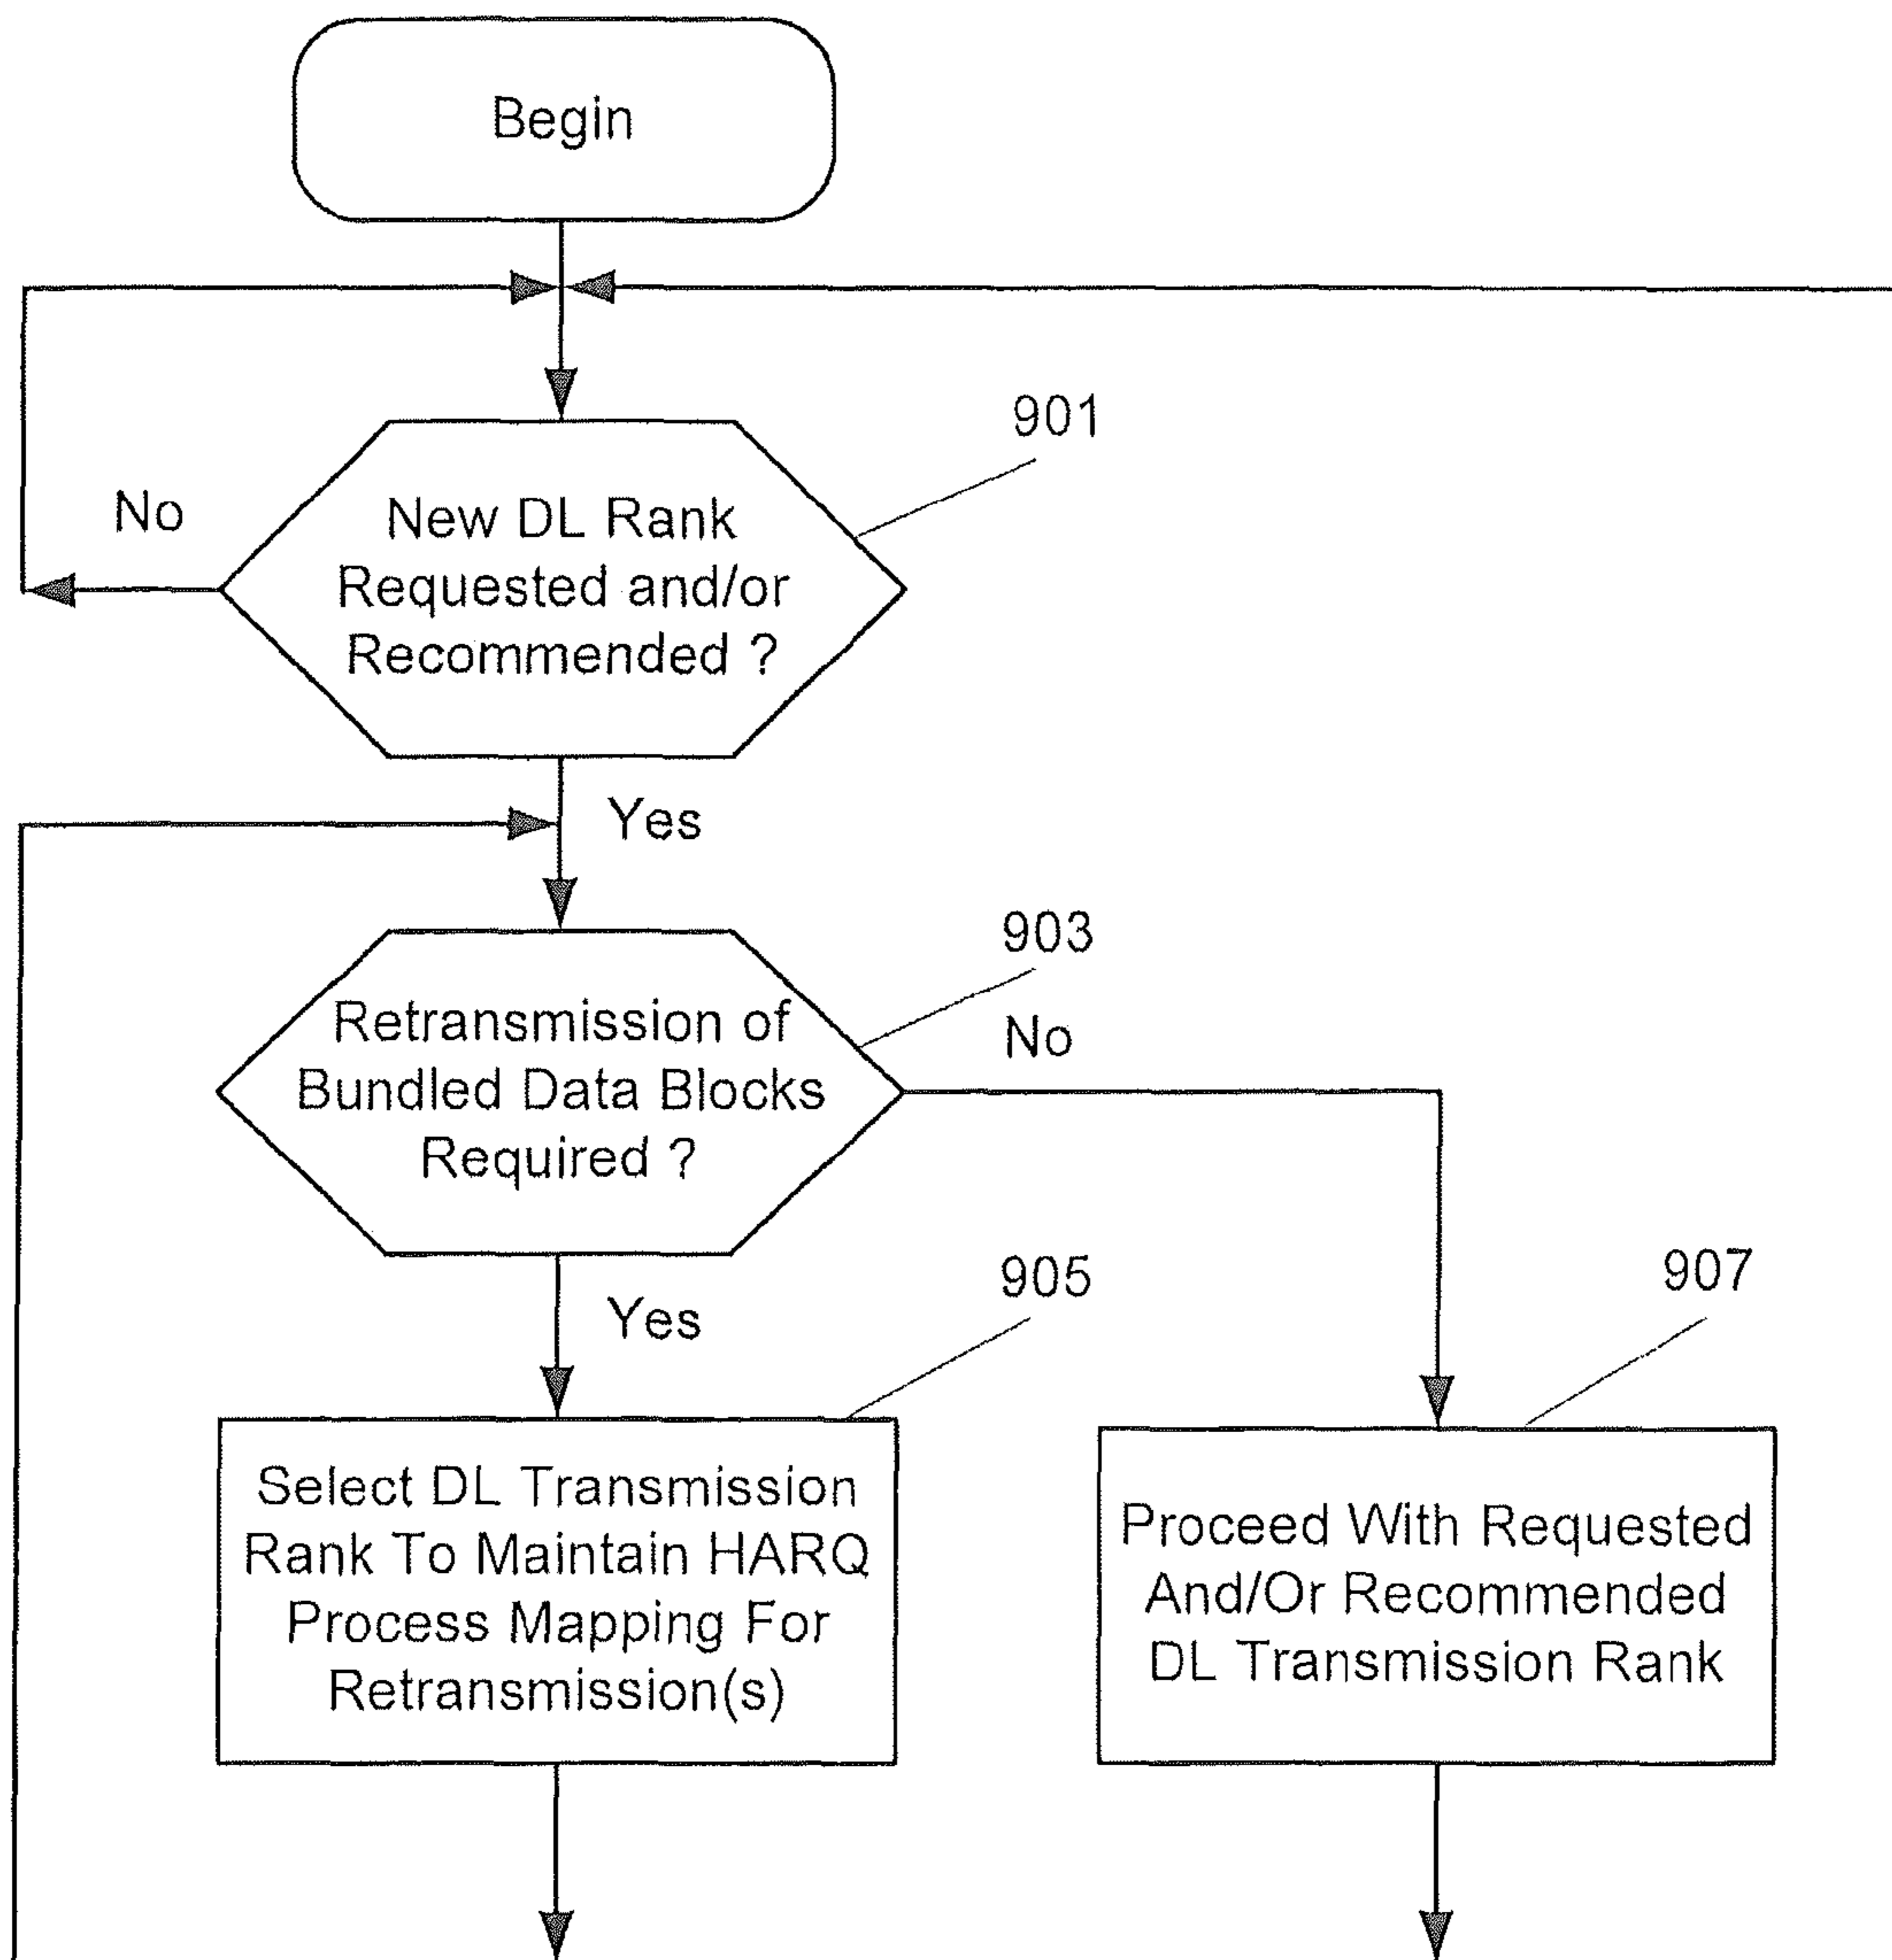 Begin
901
No
New DL Rank
Requested and/or
Recommended ?
Yes
903
Retransmission of
Bundled Data Blocks
Required ?
No
905
907
Yes
Select DL Transmission
Rank To Maintain HARQ
Process Mapping For
Retransmission(s)
Proceed With Requested
And/Or Recommended
DL Transmission Rank